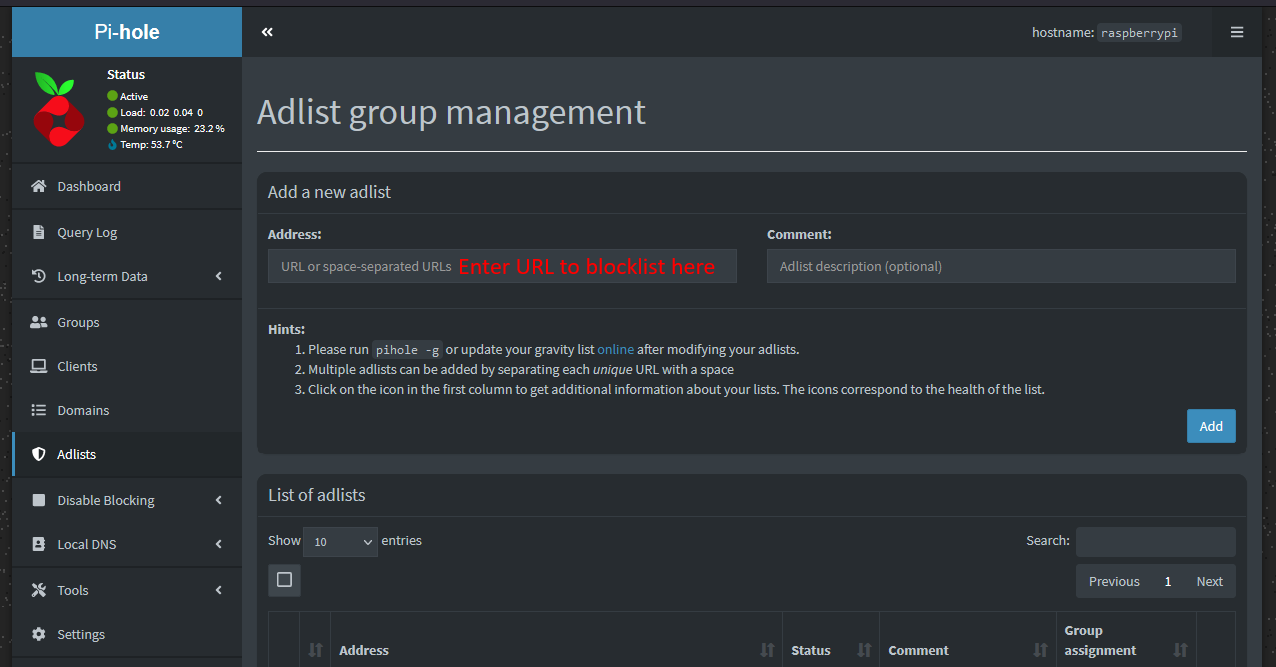 Pi-hole
hostname: raspberrypi
Status
Active
Load: 0.02 0.04 0
Memory usage: 23.2 %
Temp: 53.7 °C
Dashboard
Query Log
Long-term Data
Groups
Clients
Domains
Adlists
Disable Blocking
Local DNS
Tools
Settings
Adlist group management
Add a new adlist
Address:
Comment:
URL or space-separated URLs Enter URL to blocklist here
Adlist description (optional)
Hints:
1. Please run pihole -g or update your gravity list online after modifying your adlists.
2. Multiple adlists can be added by separating each unique URL with a space
3. Click on the icon in the first column to get additional information about your lists. The icons correspond to the health of the list.
Add
List of adlists
Show 10 entries
Search:
Previous 1 Next
Address
Status
Comment
Group
assignment